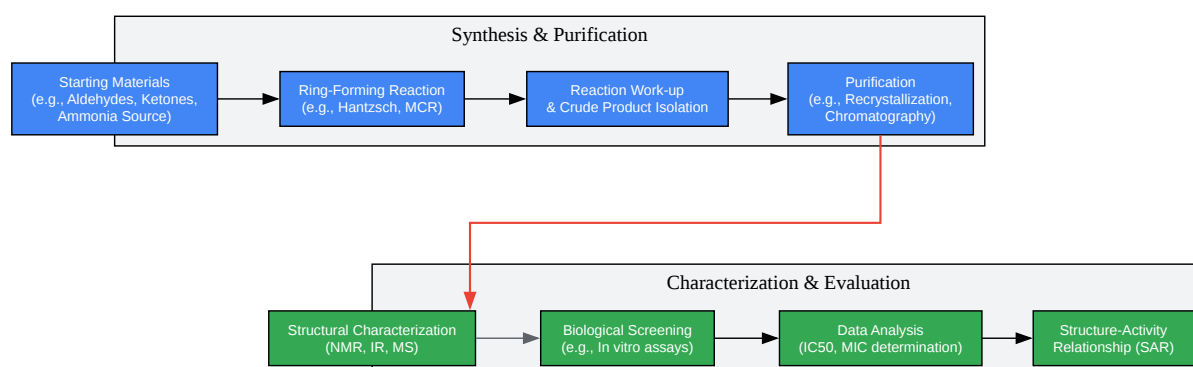 Synthesis & Purification
Starting Materials
(e.g., Aldehydes, Ketones,
Ammonia Source)
Ring-Forming Reaction
(e.g., Hantzsch, MCR)
Reaction Work-up
& Crude Product Isolation
Purification
(e.g., Recrystallization,
Chromatography)
Characterization & Evaluation
Structural Characterization
(NMR, IR, MS)
Biological Screening
(e.g., In vitro assays)
Data Analysis
(IC50, MIC determination)
Structure-Activity
Relationship (SAR)